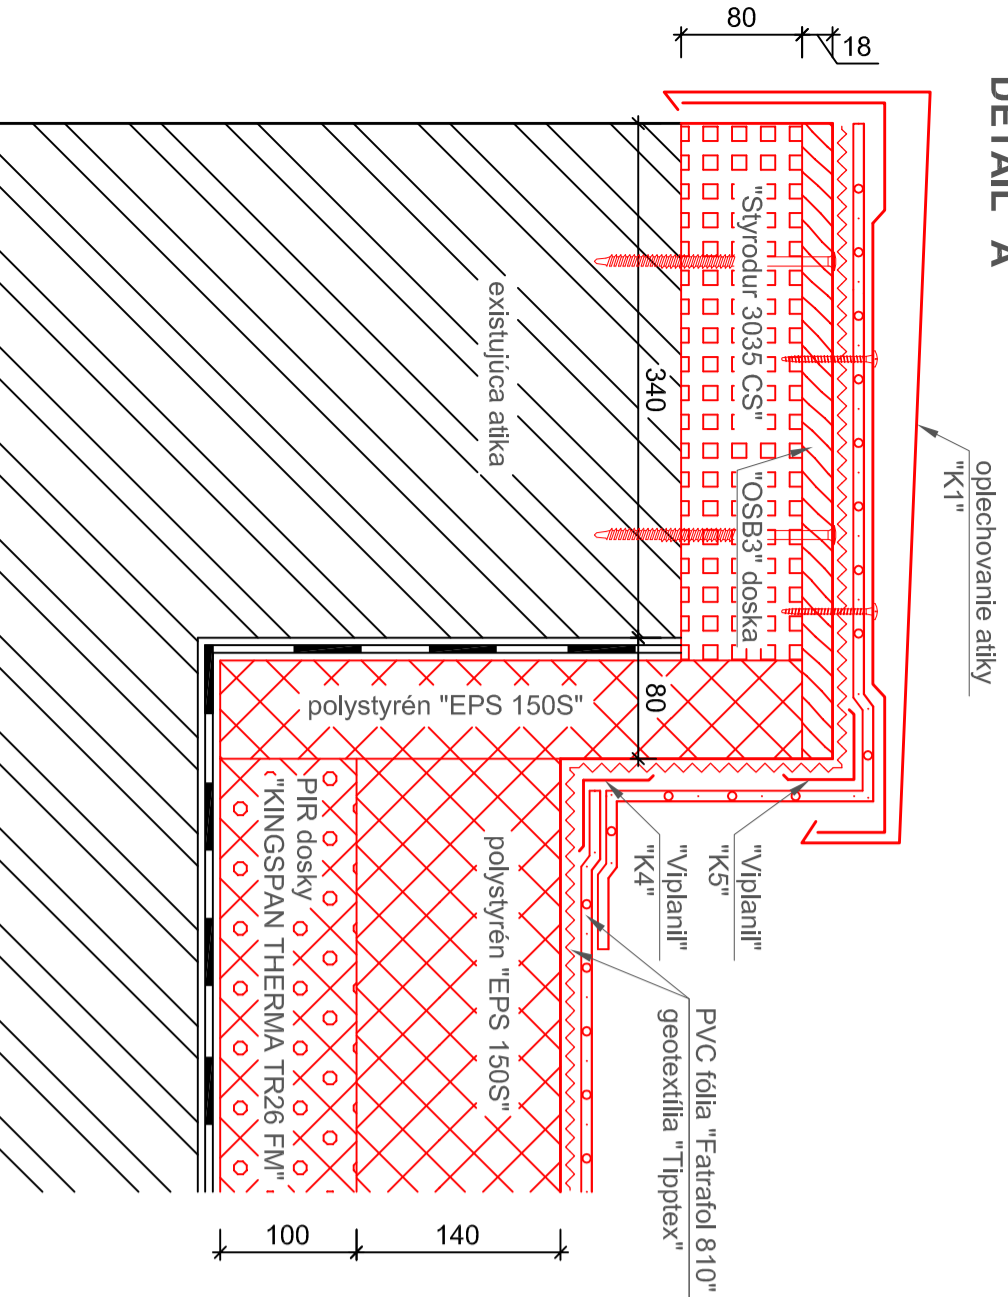 DETAIL A
oplechovanie atiky
"K1"
80
18
"Styrodur 3035 CS"
"OSB3" doska
340
80
existujúca atika
polystyrén "EPS 150S"
"Viplanil"
"K5"
"Viplanil"
"K4"
PVC fólia "Fatrafol 810"
geotextília "Tipptex"
polystyrén "EPS 150S"
PIR dosky
"KINGSPAN THERMA TR26 FM"
100
140